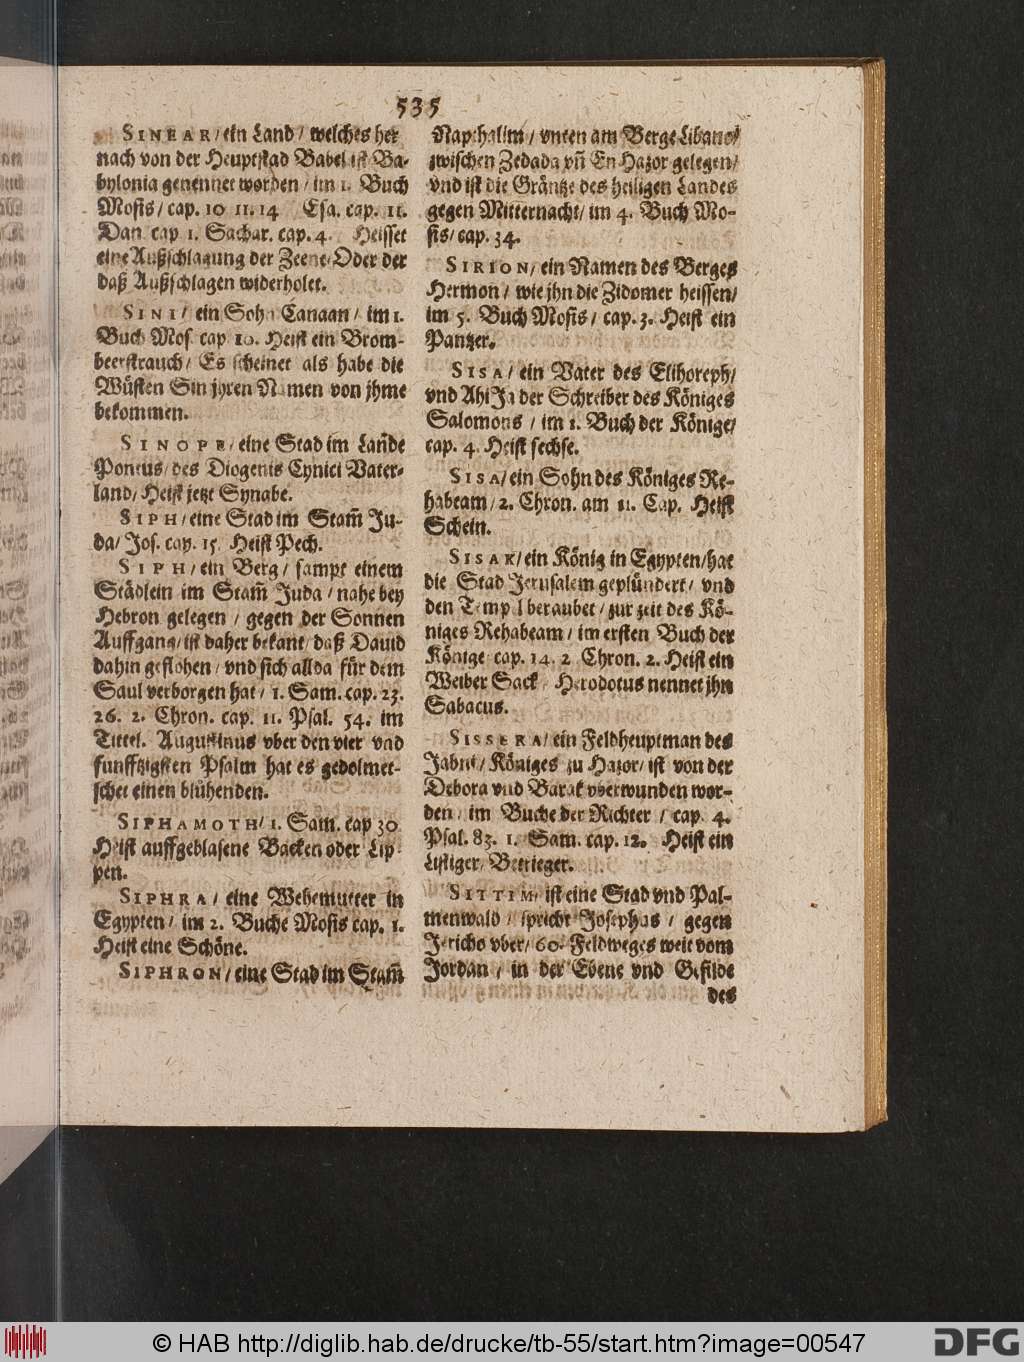 535
SINEAR/ ein Land/ welches her
nach von der Heuptstad Babel ist Ba-
bylonia genennet worden/ im 1. Buch
Mosis/ cap. 10 11. 14 Esa. cap. 11.
Dan cap 1. Sachar. cap. 4. Heisset
eine Außschlagung der Zeene/ Oder der
daß Außschlagen widerholet.
SINI/ ein Sohn Canaan/ im 1.
Buch Mos. cap 10. Heist ein Brom-
beerstrauch/ Es scheinet als habe die
Wüsten Sin jhren Namen von jhme
bekommen.
SINOPE/ eine Stad im Lande
Pontus/ des Diogenis Cynici Vater-
land/ Heist jetzt Synabe.
SIPH/ eine Stad im Stam̃ Ju-
da/ Jos. cap. 15. Heist Pech.
SIPH/ ein Berg/ sampt einem
Städlein im Stam̃ Juda/ nahe bey
Hebron gelegen/ gegen der Sonnen
Auffgang/ ist daher bekant/ daß Dauid
dahin geflohen/ vnd sich allda für dem
Saul verborgen hat/ 1. Sam. cap. 23.
26. 2. Chron. cap. 11. Psal. 54. im
Tittel. Augustinus vber den vier vnd
funfftzigsten Psalm hat es gedolmet-
schet einen blühenden.
SIPHAMOTH/ 1. Sam. cap 30
Heist auffgeblasene Backen oder Lip-
pen.
SIPHRA/ eine Wehemutter in
Egypten/ im 2. Buche Mosis cap. 1.
Heist eine Schöne.
SIPHRON/ eine Stad im Stam̃
Napthalim/ vnten am Berge Libano/
zwischen Zedada vñ En Hazor gelegen/
vnd ist die Gräntze des heiligen Landes
gegen Mitternacht/ im 4. Buch Mo-
sis/ cap. 34.
SIRION/ ein Namen des Berges
Hermon/ wie jhn die Zidomer heissen/
im 5. Buch Mosis/ cap. 3. Heist ein
Pantzer.
SISA/ ein Vater des Elihoreph/
vnd AhiJa der Schreiber des Königes
Salomons/ im 1. Buch der Könige/
cap. 4. Heist sechse.
SISA/ ein Sohn des Königes Re-
habeam/ 2. Chron. am 11. Cap. Heist
Schein.
SISAK/ ein König in Egypten/ hat
die Stad Jerusalem geplündert/ vnd
den Tempel beraubet/ zur zeit des Kö-
niges Rehabeam/ im ersten Buch der
Könige cap. 14. 2 Chron. 2. Heist ein
Weiber Sack/ Herodotus nennet jhn
Sabacus.
SISSERA/ ein Feldheuptman des
Jabni/ Königes zu Hazor/ ist von der
Debora vnd Barak vberwunden wor-
den/ im Buche der Richter/ cap. 4.
Psal. 83. 1. Sam. cap. 12. Heist ein
Listiger/ Betrieger.
SITTIM/ ist eine Stad vnd Pal-
menwald/ spricht Josephus/ gegen
Jericho vber/ 60. Feldweges weit vom
Jordan/ in der Ebene vnd Gefilde
des
© HAB http://diglib.hab.de/drucke/tb-55/start.htm?image=00547
DFG